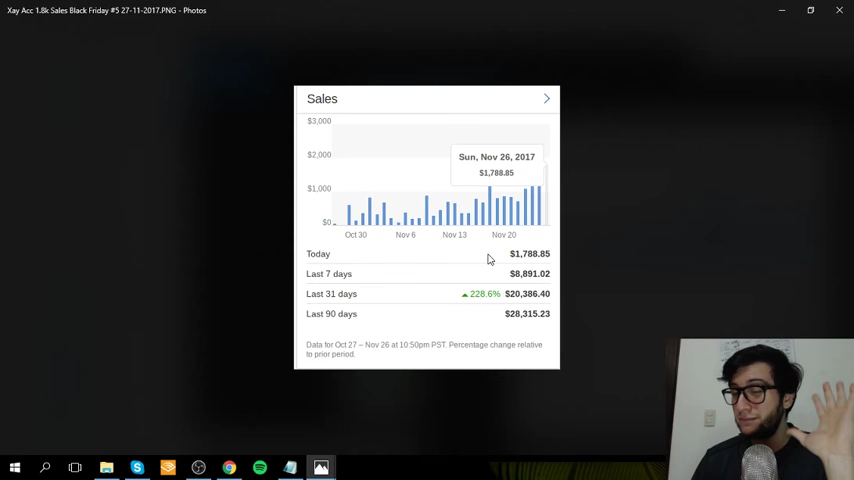 Xay Acc 1.8k Sales Black Friday #5 27-11-2017.PNG - Photos
Sales
$3,000
Sun, Nov 26, 2017
$2,000
$1,788.85
$1,000
$0
Oct 30 Nov 6 Nov 13 Nov 20
Today $1,788.85
Last 7 days $8,891.02
Last 31 days 228.6% $20,386.40
Last 90 days $28,315.23
Data for Oct 27 – Nov 26 at 10:50pm PST. Percentage change relative
to prior period.